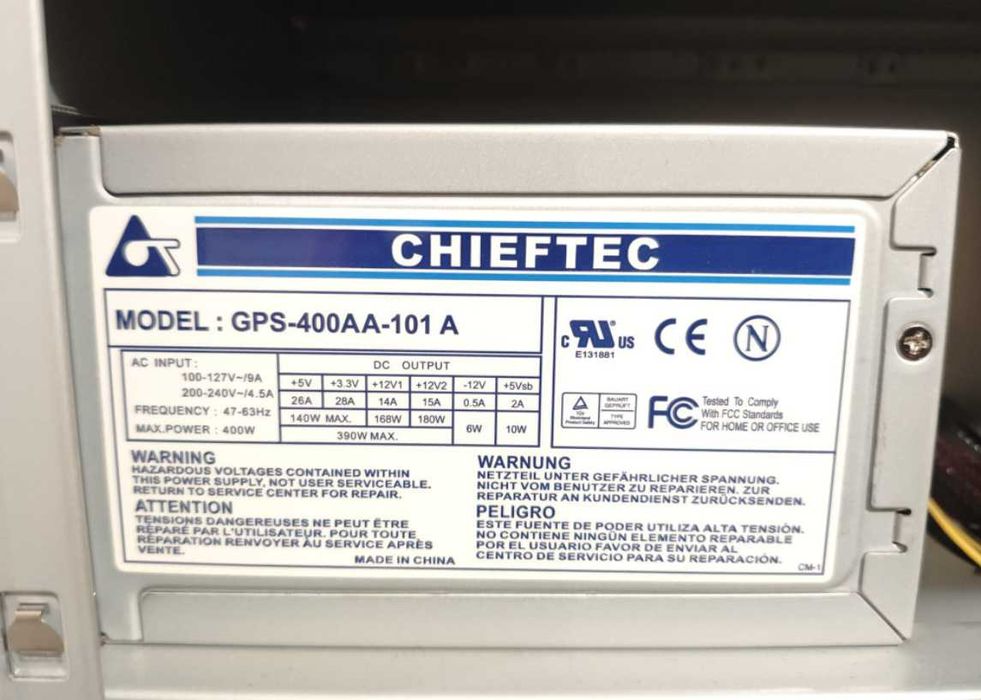 CHIEFTEC
MODEL : GPS-400AA-101 A
AC INPUT :
100-127V~/9A
200-240V~/4.5A
FREQUENCY : 47-63Hz
MAX.POWER : 400W
DC OUTPUT
+5V +3.3V +12V1 +12V2 -12V +5Vsb
26A 28A 14A 15A 0.5A 2A
140W MAX. 168W 180W 6W 10W
390W MAX.
C UL US
E131881
CE N
BAUART
GEPRÜFT
TYPE
APPROVED
FC Tested To Comply
With FCC Standards
FOR HOME OR OFFICE USE
WARNING
HAZARDOUS VOLTAGES CONTAINED WITHIN
THIS POWER SUPPLY, NOT USER SERVICEABLE.
RETURN TO SERVICE CENTER FOR REPAIR.
ATTENTION
TENSIONS DANGEREUSES NE PEUT ÊTRE
RÉPARÉ PAR L'UTILISATEUR. POUR TOUTE
RÉPARATION RENVOYER ÀU SERVICE APRÈS
VENTE.
MADE IN CHINA
WARNUNG
NETZTEIL UNTER GEFÄHRLICHER SPANNUNG.
NICHT VOM BENUTZER ZU REPARIEREN. ZUR
REPARATUR AN KUNDENDIENST ZURÜCKSENDEN.
PELIGRO
ESTE FUENTE DE PODER UTILIZA ALTA TENSIÓN.
NO CONTIENE NINGÚN ELEMENTO REPARABLE
POR EL USUARIO FAVOR DE ENVIAR AL
CENTRO DE SERVICIO PARA SU REPARACIÓN.
CM-1